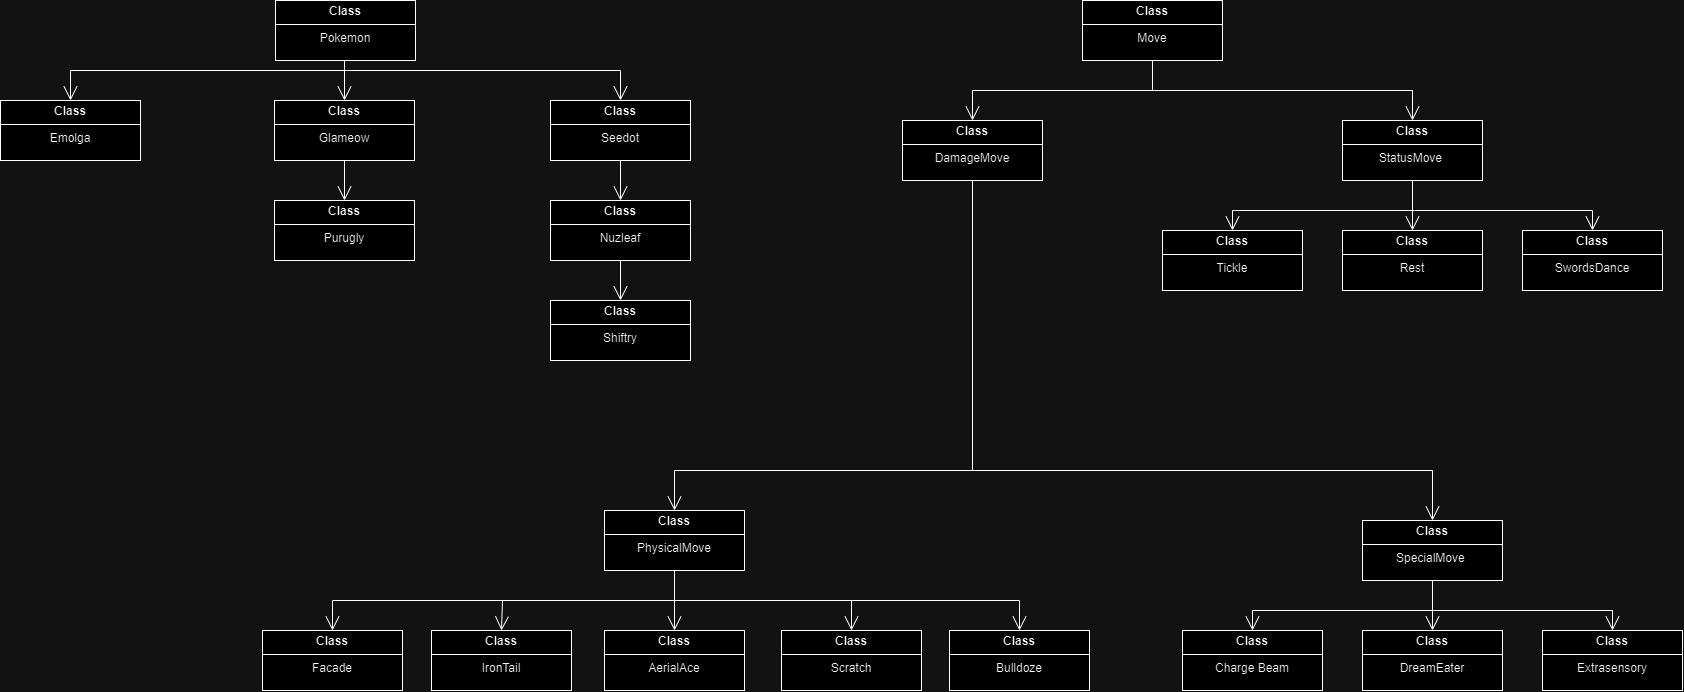 Class
Pokemon
Class
Move
Class
Emolga
Class
Glameow
Class
Seedot
Class
DamageMove
Class
StatusMove
Class
Purugly
Class
Nuzleaf
Class
Tickle
Class
Rest
Class
SwordsDance
Class
Shiftry
Class
PhysicalMove
Class
SpecialMove
Class
Facade
Class
IronTail
Class
AerialAce
Class
Scratch
Class
Bulldoze
Class
Charge Beam
Class
DreamEater
Class
Extrasensory